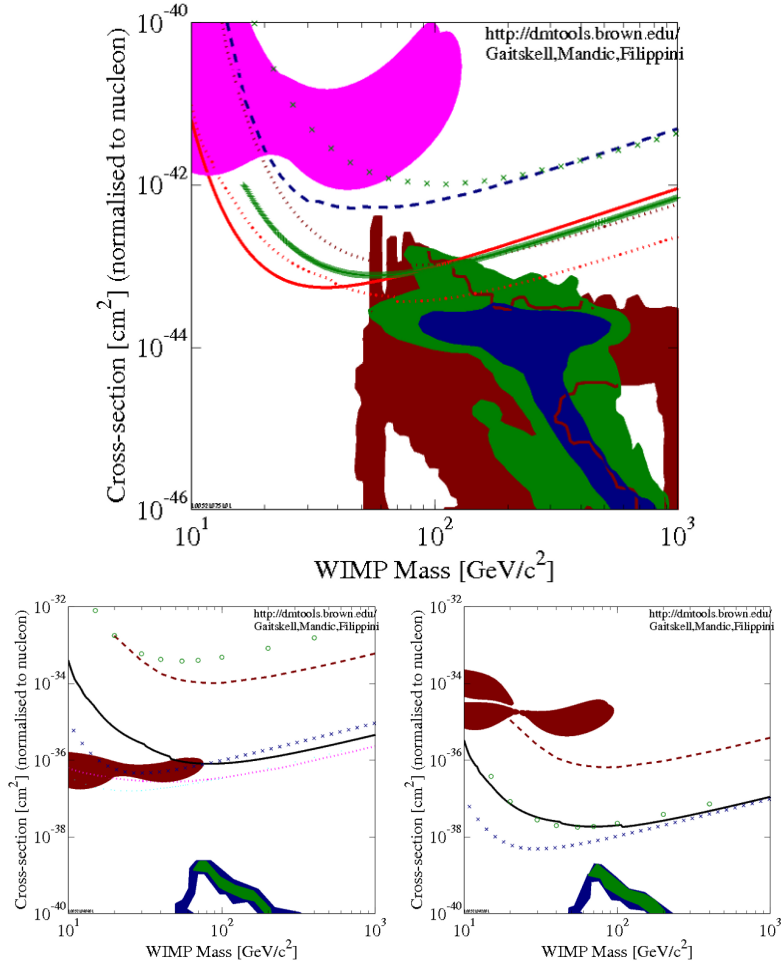 http://dmtools.brown.edu/
Gaitskell,Mandic,Filippini
10^-40
10^-42
10^-44
10^-46
Cross-section [cm^2] (normalised to nucleon)
10^1
10^2
10^3
WIMP Mass [GeV/c^2]
http://dmtools.brown.edu/
Gaitskell,Mandic,Filippini
10^-32
10^-34
10^-36
10^-38
10^-40
Cross-section [cm^2] (normalised to nucleon)
10^1
10^2
10^3
WIMP Mass [GeV/c^2]
http://dmtools.brown.edu/
Gaitskell,Mandic,Filippini
10^-32
10^-34
10^-36
10^-38
10^-40
Cross-section [cm^2] (normalised to nucleon)
10^1
10^2
10^3
WIMP Mass [GeV/c^2]